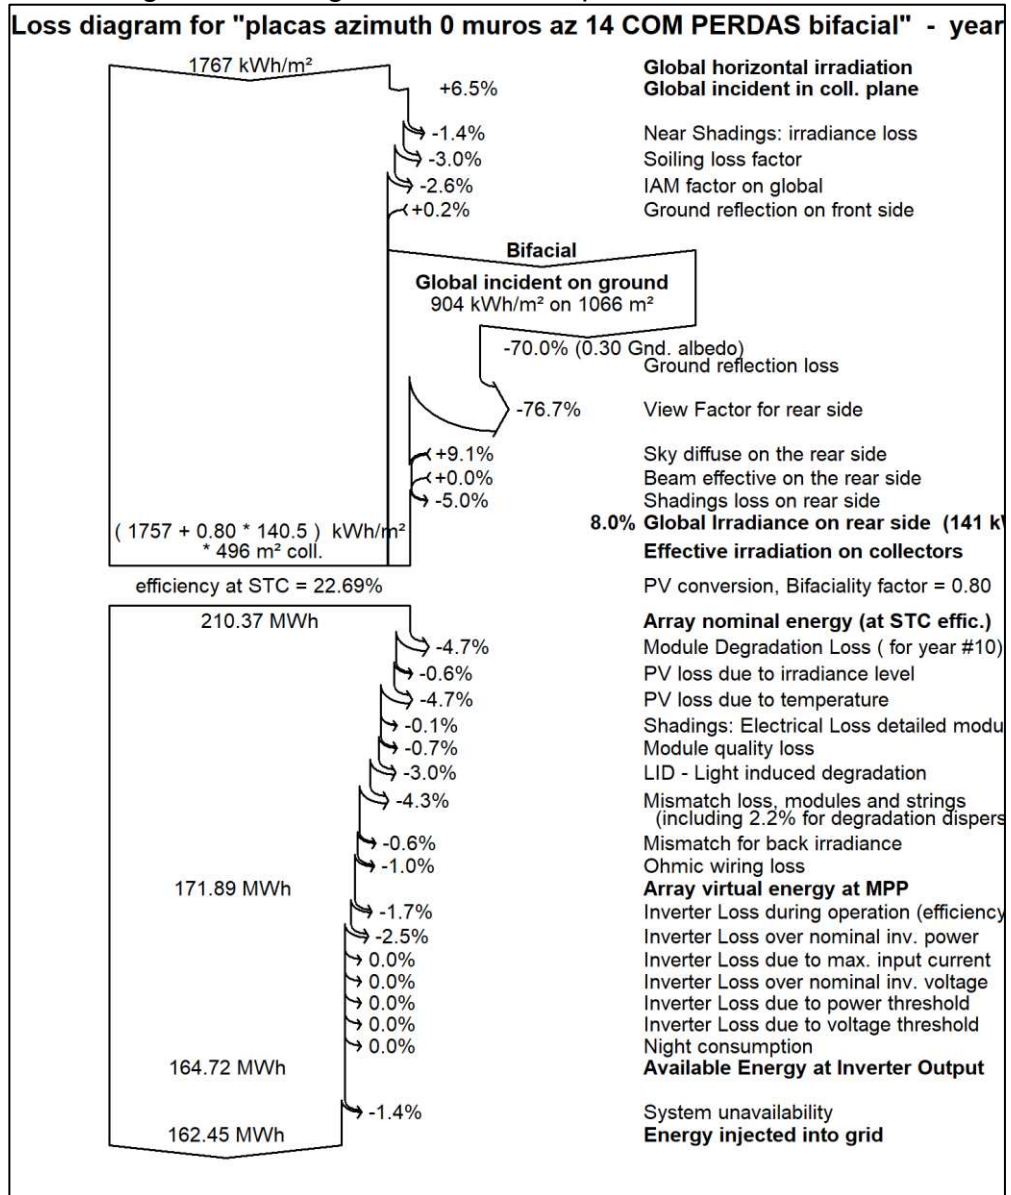 Loss diagram for "placas azimuth 0 muros az 14 COM PERDAS bifacial" - year
1767 kWh/m² Global horizontal irradiation
+6.5% Global incident in coll. plane
-1.4% Near Shadings: irradiance loss
-3.0% Soiling loss factor
-2.6% IAM factor on global
+0.2% Ground reflection on front side
Bifacial
Global incident on ground
904 kWh/m² on 1066 m²
-70.0% (0.30 Gnd. albedo)
Ground reflection loss
-76.7% View Factor for rear side
+9.1% Sky diffuse on the rear side
+0.0% Beam effective on the rear side
-5.0% Shadings loss on rear side
8.0% Global Irradiance on rear side (141 kW
( 1757 + 0.80 * 140.5 ) kWh/m²
* 496 m² coll. Effective irradiation on collectors
efficiency at STC = 22.69% PV conversion, Bifaciality factor = 0.80
210.37 MWh Array nominal energy (at STC effic.)
-4.7% Module Degradation Loss ( for year #10)
-0.6% PV loss due to irradiance level
-4.7% PV loss due to temperature
-0.1% Shadings: Electrical Loss detailed modu
-0.7% Module quality loss
-3.0% LID - Light induced degradation
-4.3% Mismatch loss, modules and strings
(including 2.2% for degradation dispers
-0.6% Mismatch for back irradiance
-1.0% Ohmic wiring loss
171.89 MWh Array virtual energy at MPP
-1.7% Inverter Loss during operation (efficiency
-2.5% Inverter Loss over nominal inv. power
0.0% Inverter Loss due to max. input current
0.0% Inverter Loss over nominal inv. voltage
0.0% Inverter Loss due to power threshold
0.0% Inverter Loss due to voltage threshold
0.0% Night consumption
164.72 MWh Available Energy at Inverter Output
-1.4% System unavailability
162.45 MWh Energy injected into grid